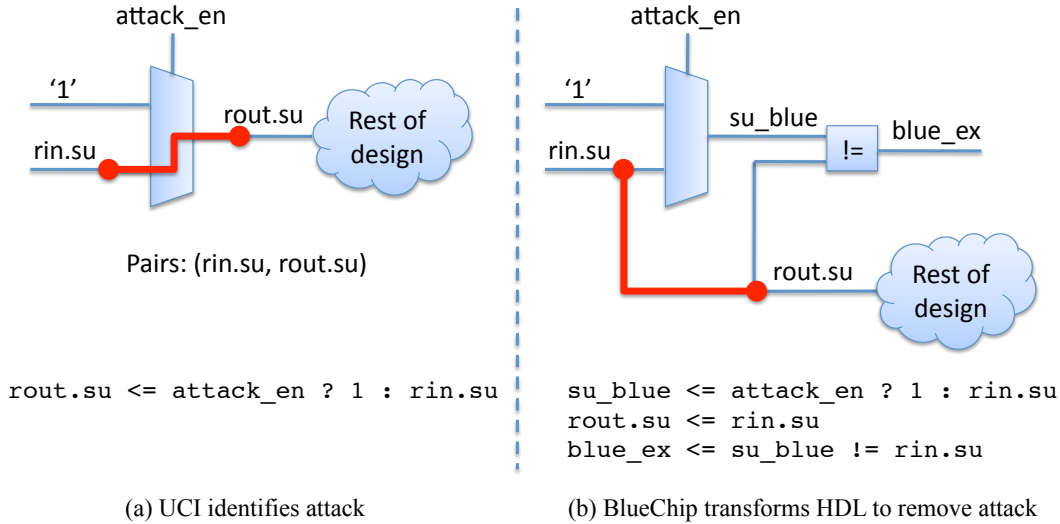 attack_en
‘1’
rin.su
rout.su
Rest of
design
Pairs: (rin.su, rout.su)
rout.su <= attack_en ? 1 : rin.su
(a) UCI identifies attack
attack_en
‘1’
rin.su
su_blue
!=
blue_ex
rout.su
Rest of
design
su_blue <= attack_en ? 1 : rin.su
rout.su <= rin.su
blue_ex <= su_blue != rin.su
(b) BlueChip transforms HDL to remove attack